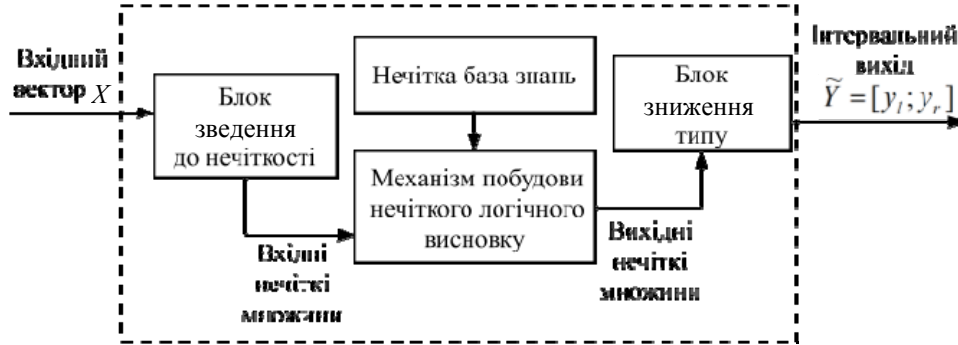 Вхідний
вектор X
Блок
зведення
до нечіткості
Нечітка база знань
Механізм побудови
нечіткого логічного
висновку
Блок
зниження
типу
Вхідні
нечіткі
множини
Вихідні
нечіткі
множини
Інтервальний
вихід
Ỹ = [y_l; y_r]